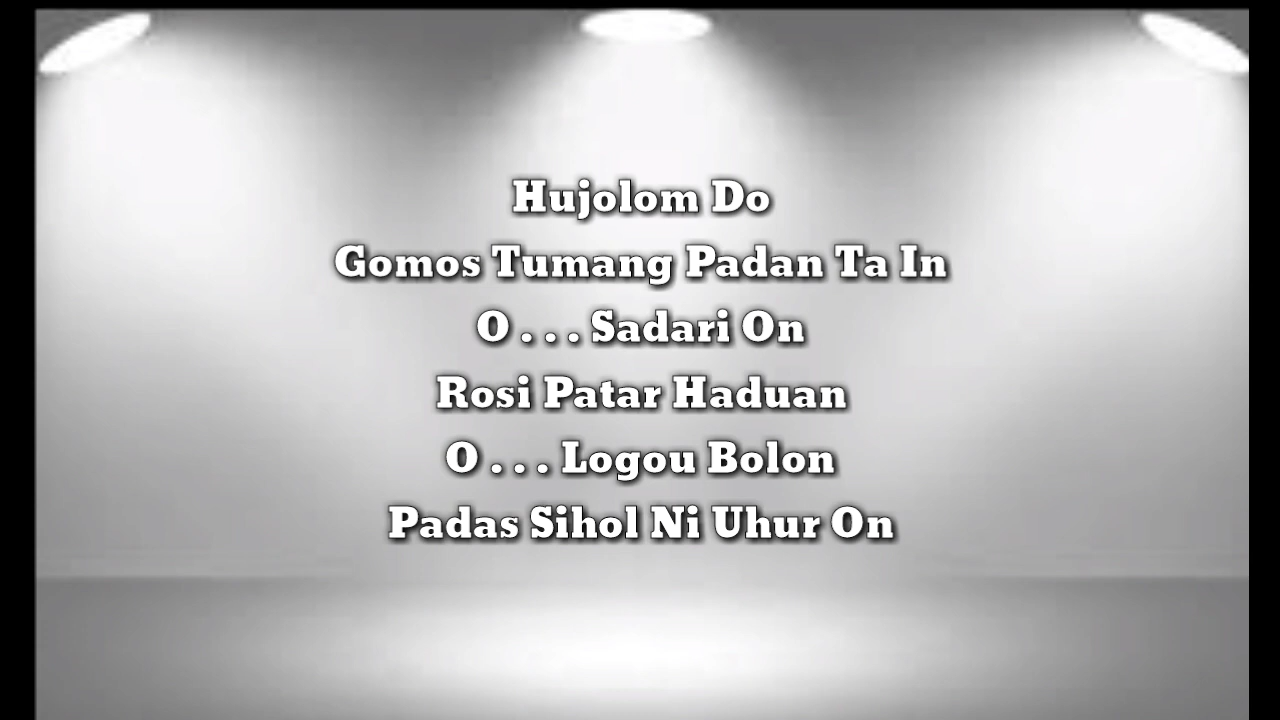 Hujolom Do
Gomos Tumang Padan Ta In
O . . . Sadari On
Rosi Patar Haduan
O . . . Logou Bolon
Padas Sihol Ni Uhur On